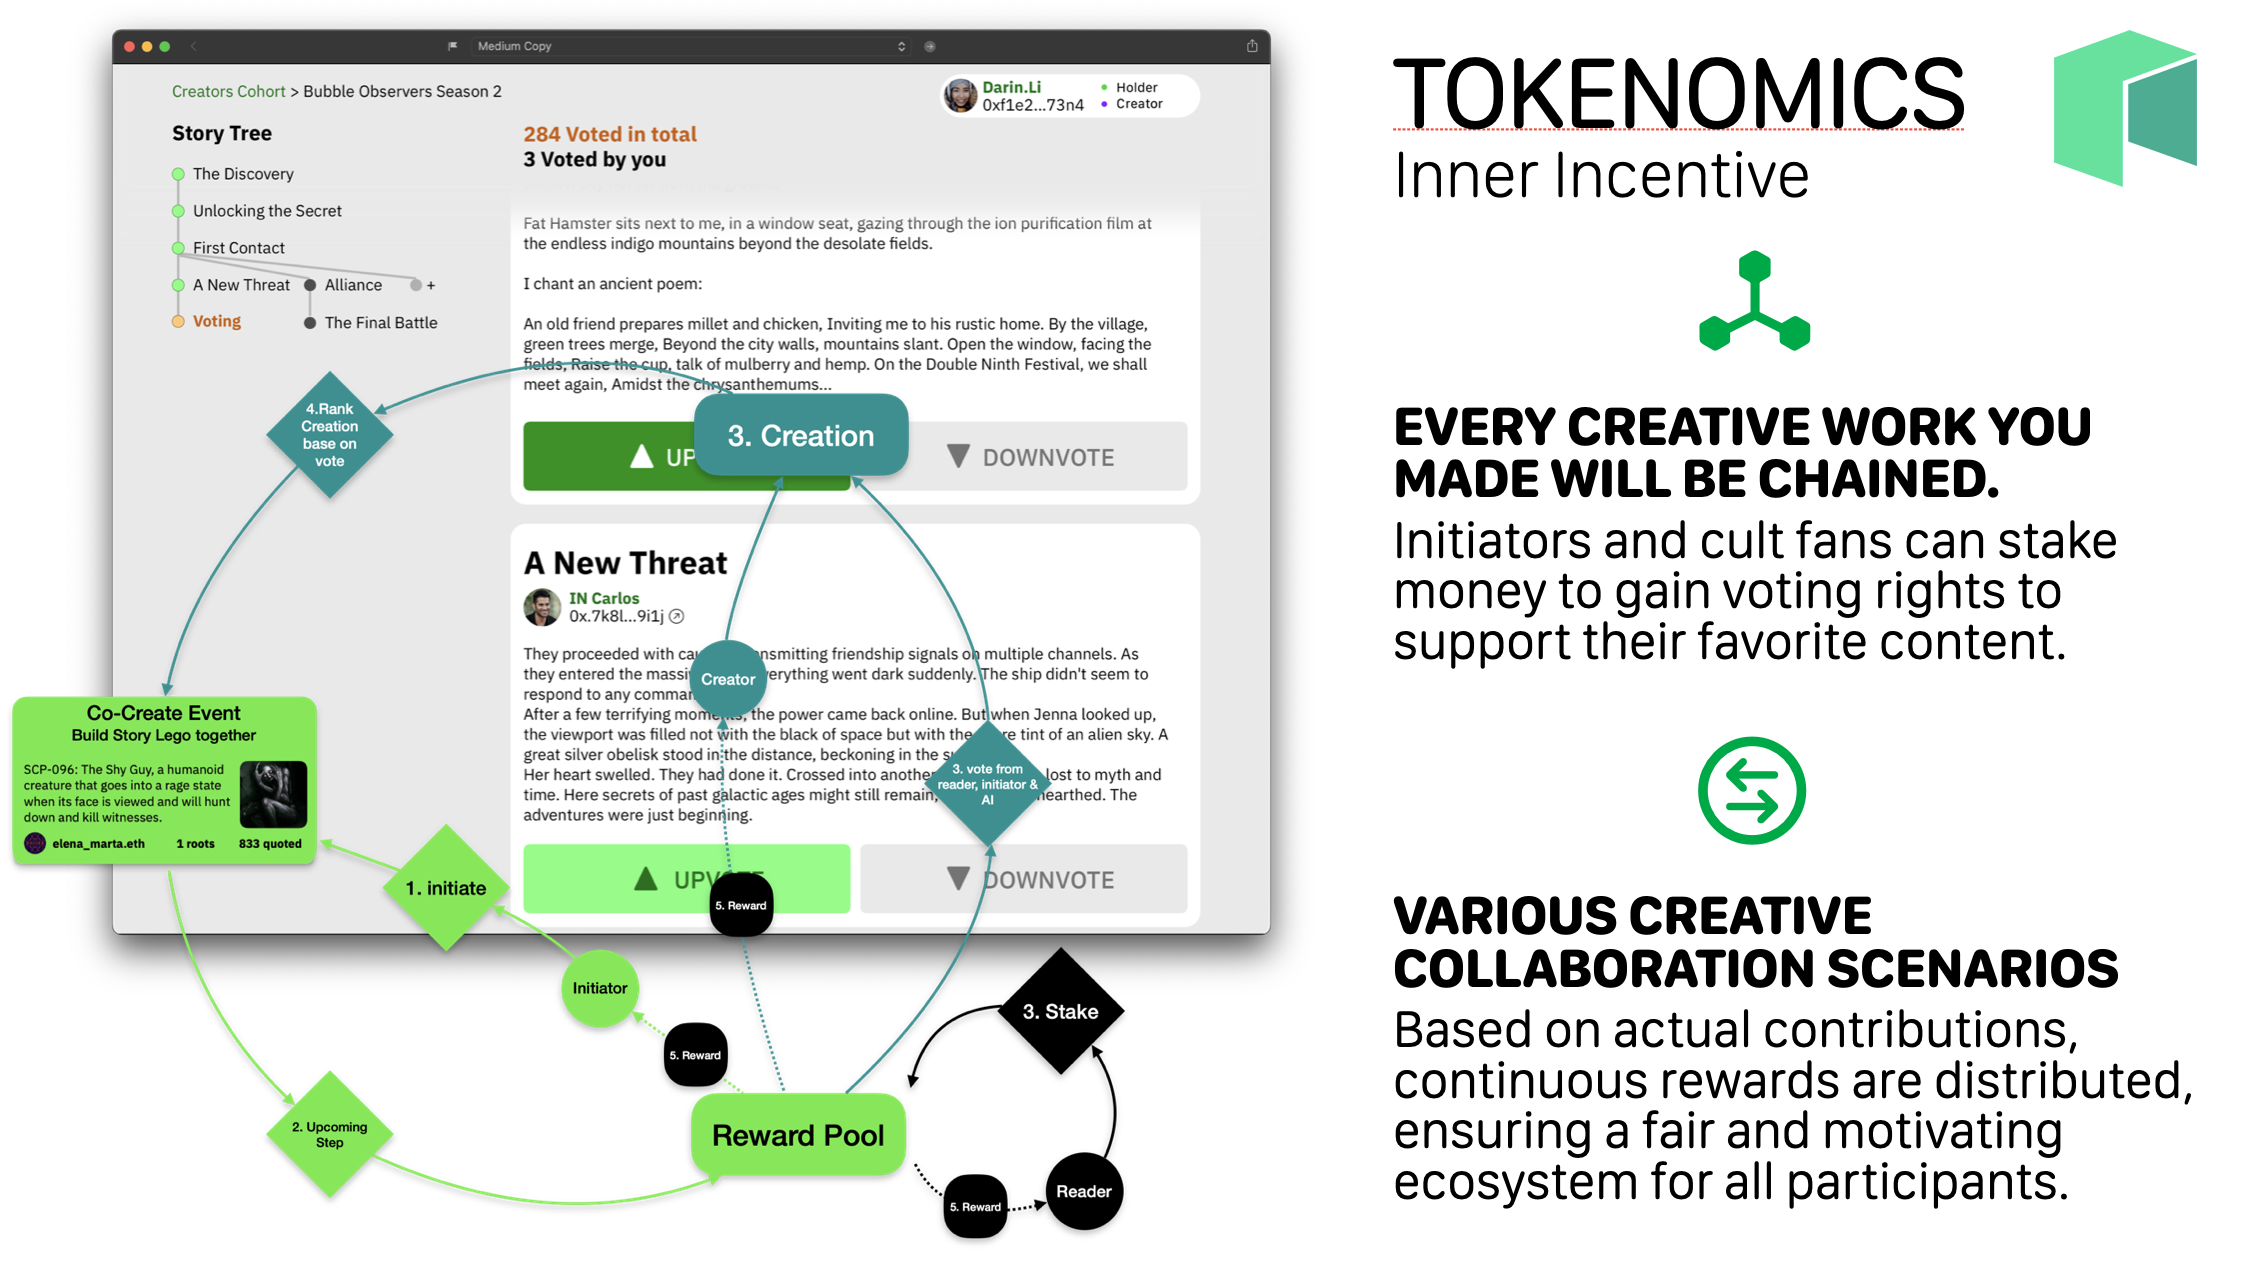 Medium Copy
Creators Cohort > Bubble Observers Season 2
Darin.Li
0xf1e2...73n4
Holder
Creator
Story Tree
The Discovery
Unlocking the Secret
First Contact
A New Threat
Alliance
+
Voting
The Final Battle
284 Voted in total
3 Voted by you
Fat Hamster sits next to me, in a window seat, gazing through the ion purification film at
the endless indigo mountains beyond the desolate fields.
I chant an ancient poem:
An old friend prepares millet and chicken, Inviting me to his rustic home. By the village,
green trees merge, Beyond the city walls, mountains slant. Open the window, facing the
fields, Raise the cup, talk of mulberry and hemp. On the Double Ninth Festival, we shall
meet again, Amidst the chrysanthemums...
UP
DOWNVOTE
3. Creation
4.Rank
Creation
base on
vote
A New Threat
IN Carlos
0x.7k8l...9i1j
They proceeded with nsmitting friendship signals on multiple channels. As
they entered the everything went dark suddenly. The ship didn't seem to
respond to any
After a few terrifying moments, the power came back online. But when Jenna looked up,
the viewport was filled not with the black of space but with the tint of an alien sky. A
great silver obelisk stood in the distance, beckoning in the
Her heart swelled. They had done it. Crossed into lost to myth and
time. Here secrets of past galactic ages might still remain, The
adventures were just beginning.
UPVOTE
DOWNVOTE
Creator
3. vote from
reader, initiator &
AI
Co-Create Event
Build Story Lego together
SCP-096: The Shy Guy, a humanoid
creature that goes into a rage state
when its face is viewed and will hunt
down and kill witnesses.
elena_marta.eth
1 roots
833 quoted
1. initiate
5. Reward
Initiator
5. Reward
3. Stake
2. Upcoming
Step
Reward Pool
5. Reward
Reader
TOKENOMICS
Inner Incentive
EVERY CREATIVE WORK YOU
MADE WILL BE CHAINED.
Initiators and cult fans can stake
money to gain voting rights to
support their favorite content.
VARIOUS CREATIVE
COLLABORATION SCENARIOS
Based on actual contributions,
continuous rewards are distributed,
ensuring a fair and motivating
ecosystem for all participants.